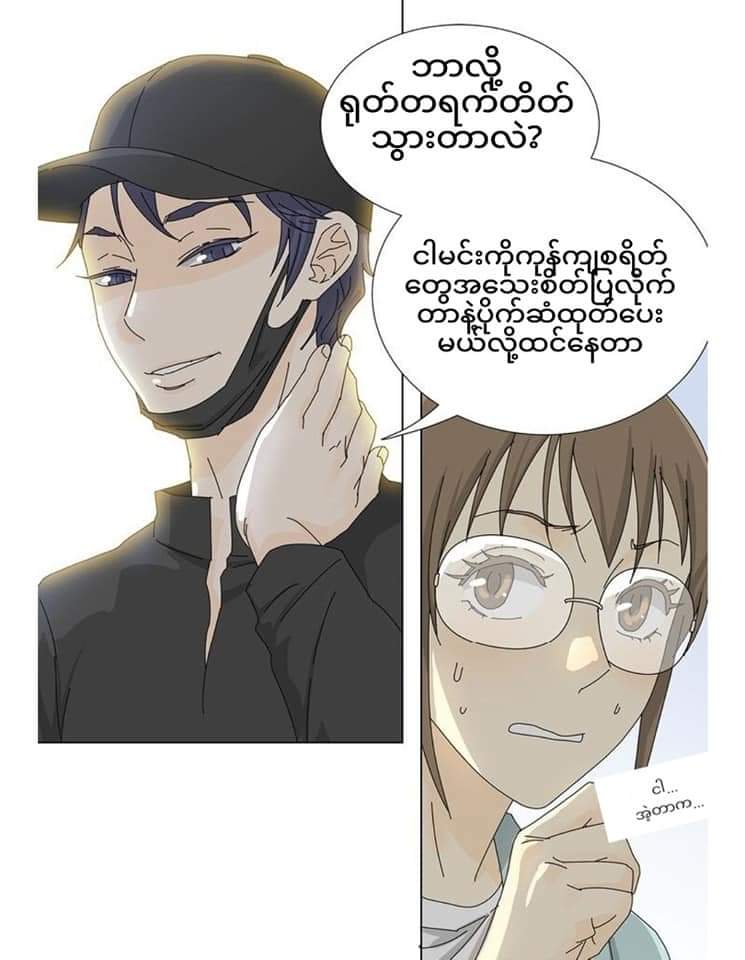 ဘာလို့
ရုတ်တရက်တိတ်
သွားတာလဲ?
ငါမင်းကိုကုန်ကျစရိတ်
တွေအသေးစိတ်ပြလိုက်
တာနဲ့ပိုက်ဆံထုတ်ပေး
မယ်လို့ထင်နေတာ
ငါ...
အဲ့တာက...